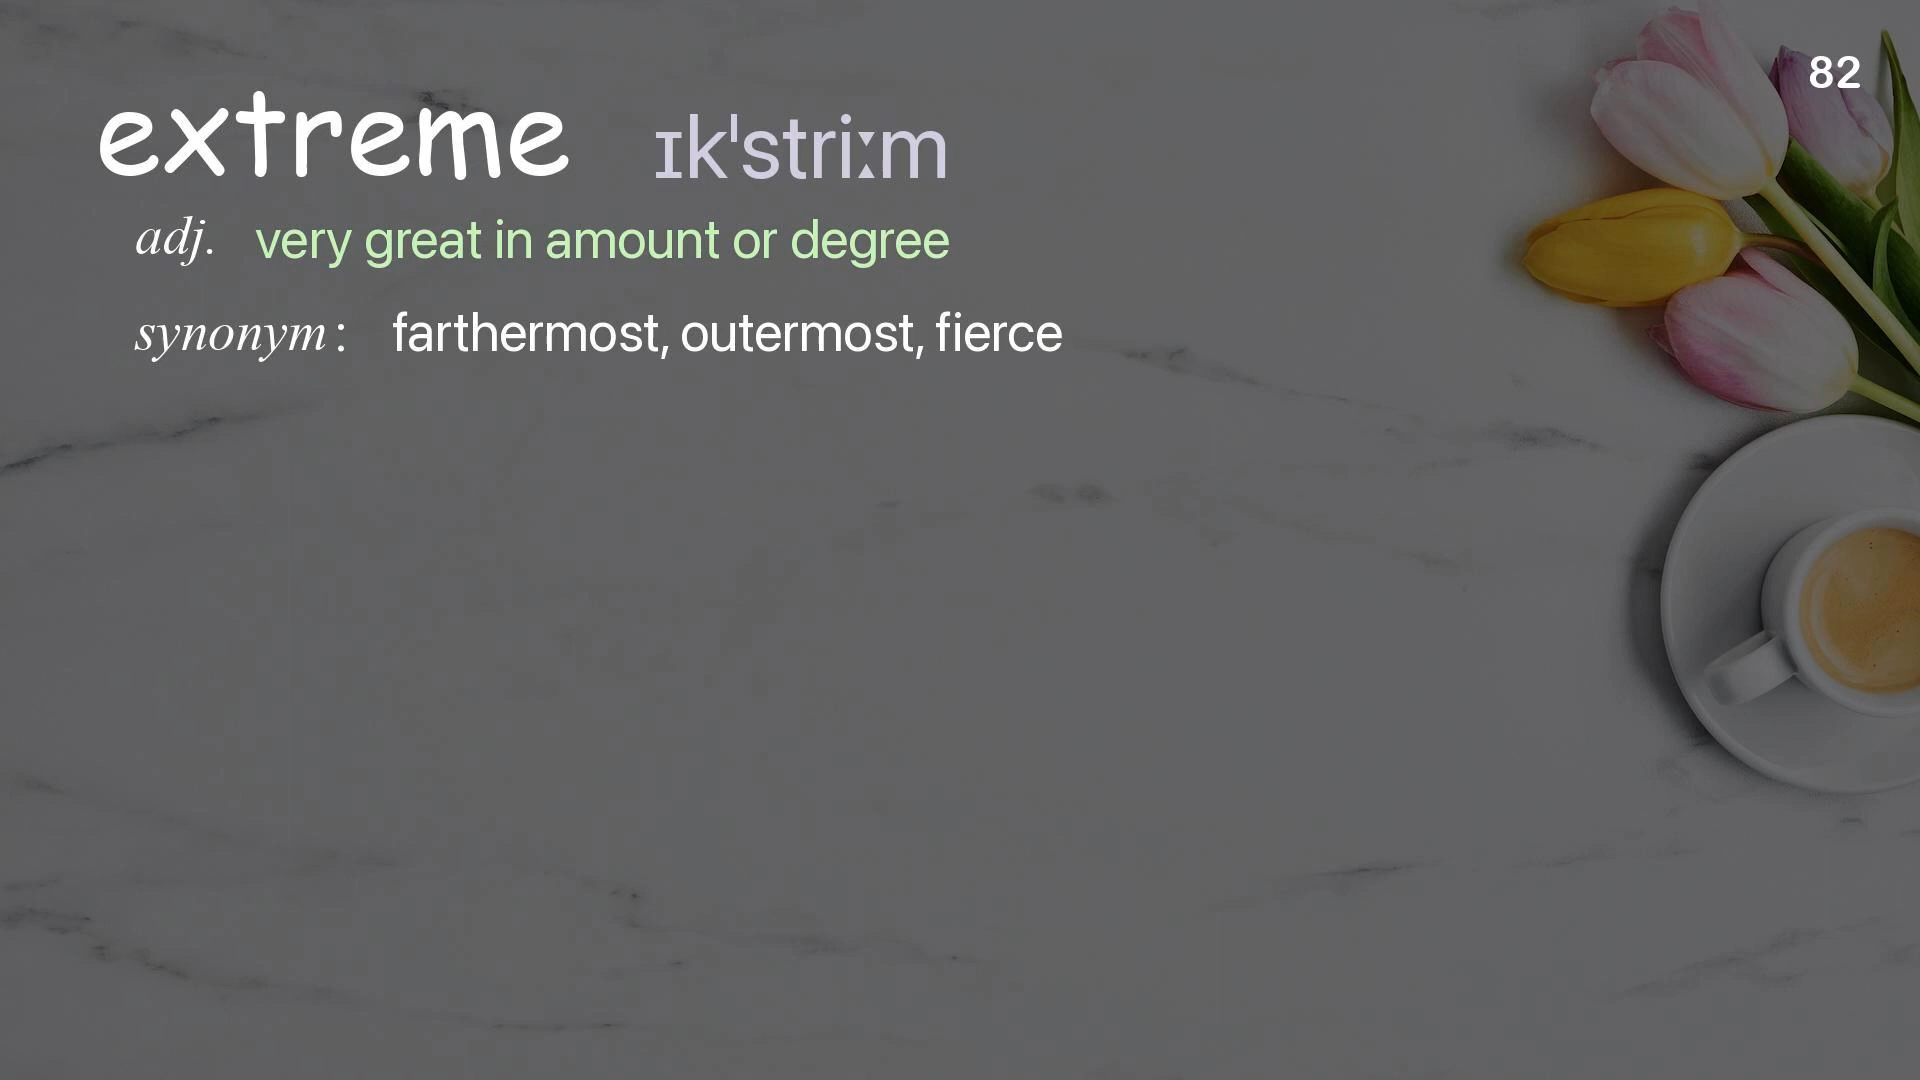 82
extreme ɪkˈstriːm
adj. very great in amount or degree
synonym: farthermost, outermost, fierce